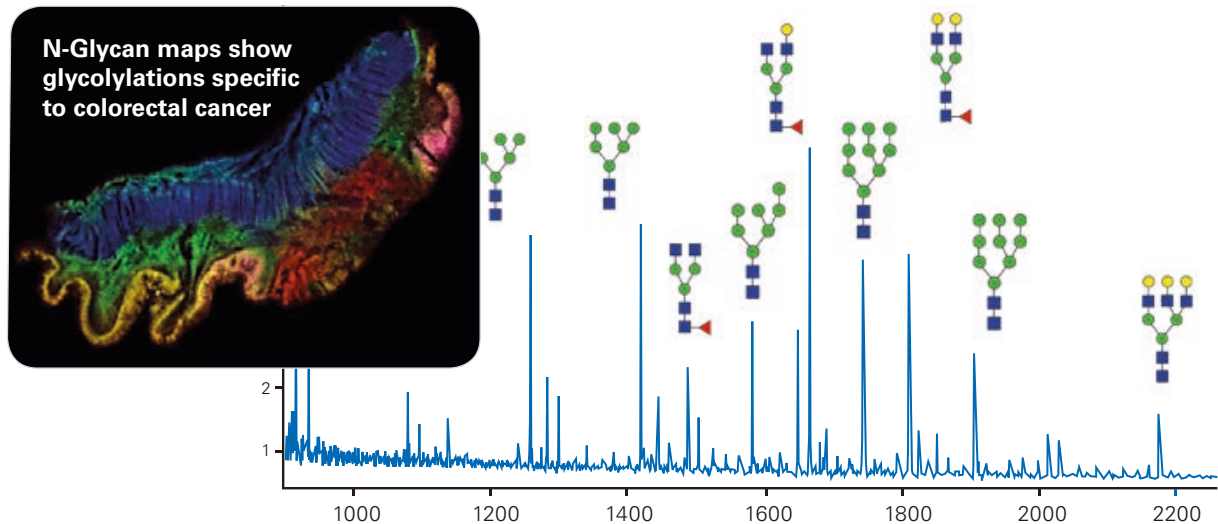 N-Glycan maps show
glycolylations specific
to colorectal cancer
2
1
1000 1200 1400 1600 1800 2000 2200